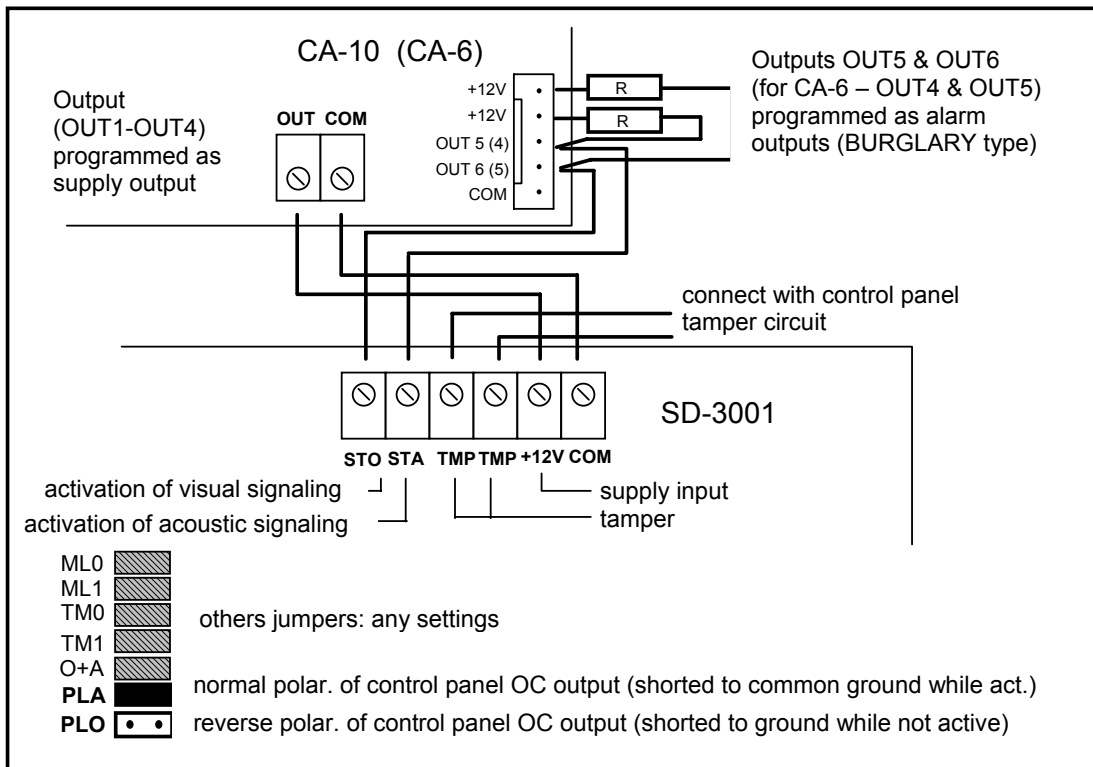 CA-10 (CA-6)
Output
(OUT1-OUT4)
programmed as
supply output
OUT COM
+12V
+12V
OUT 5 (4)
OUT 6 (5)
COM
R
R
Outputs OUT5 & OUT6
(for CA-6 – OUT4 & OUT5)
programmed as alarm
outputs (BURGLARY type)
connect with control panel
tamper circuit
SD-3001
STO STA TMP TMP +12V COM
activation of visual signaling
activation of acoustic signaling
supply input
tamper
ML0
ML1
TM0
TM1
O+A
PLA
PLO
others jumpers: any settings
normal polar. of control panel OC output (shorted to common ground while act.)
reverse polar. of control panel OC output (shorted to ground while not active)